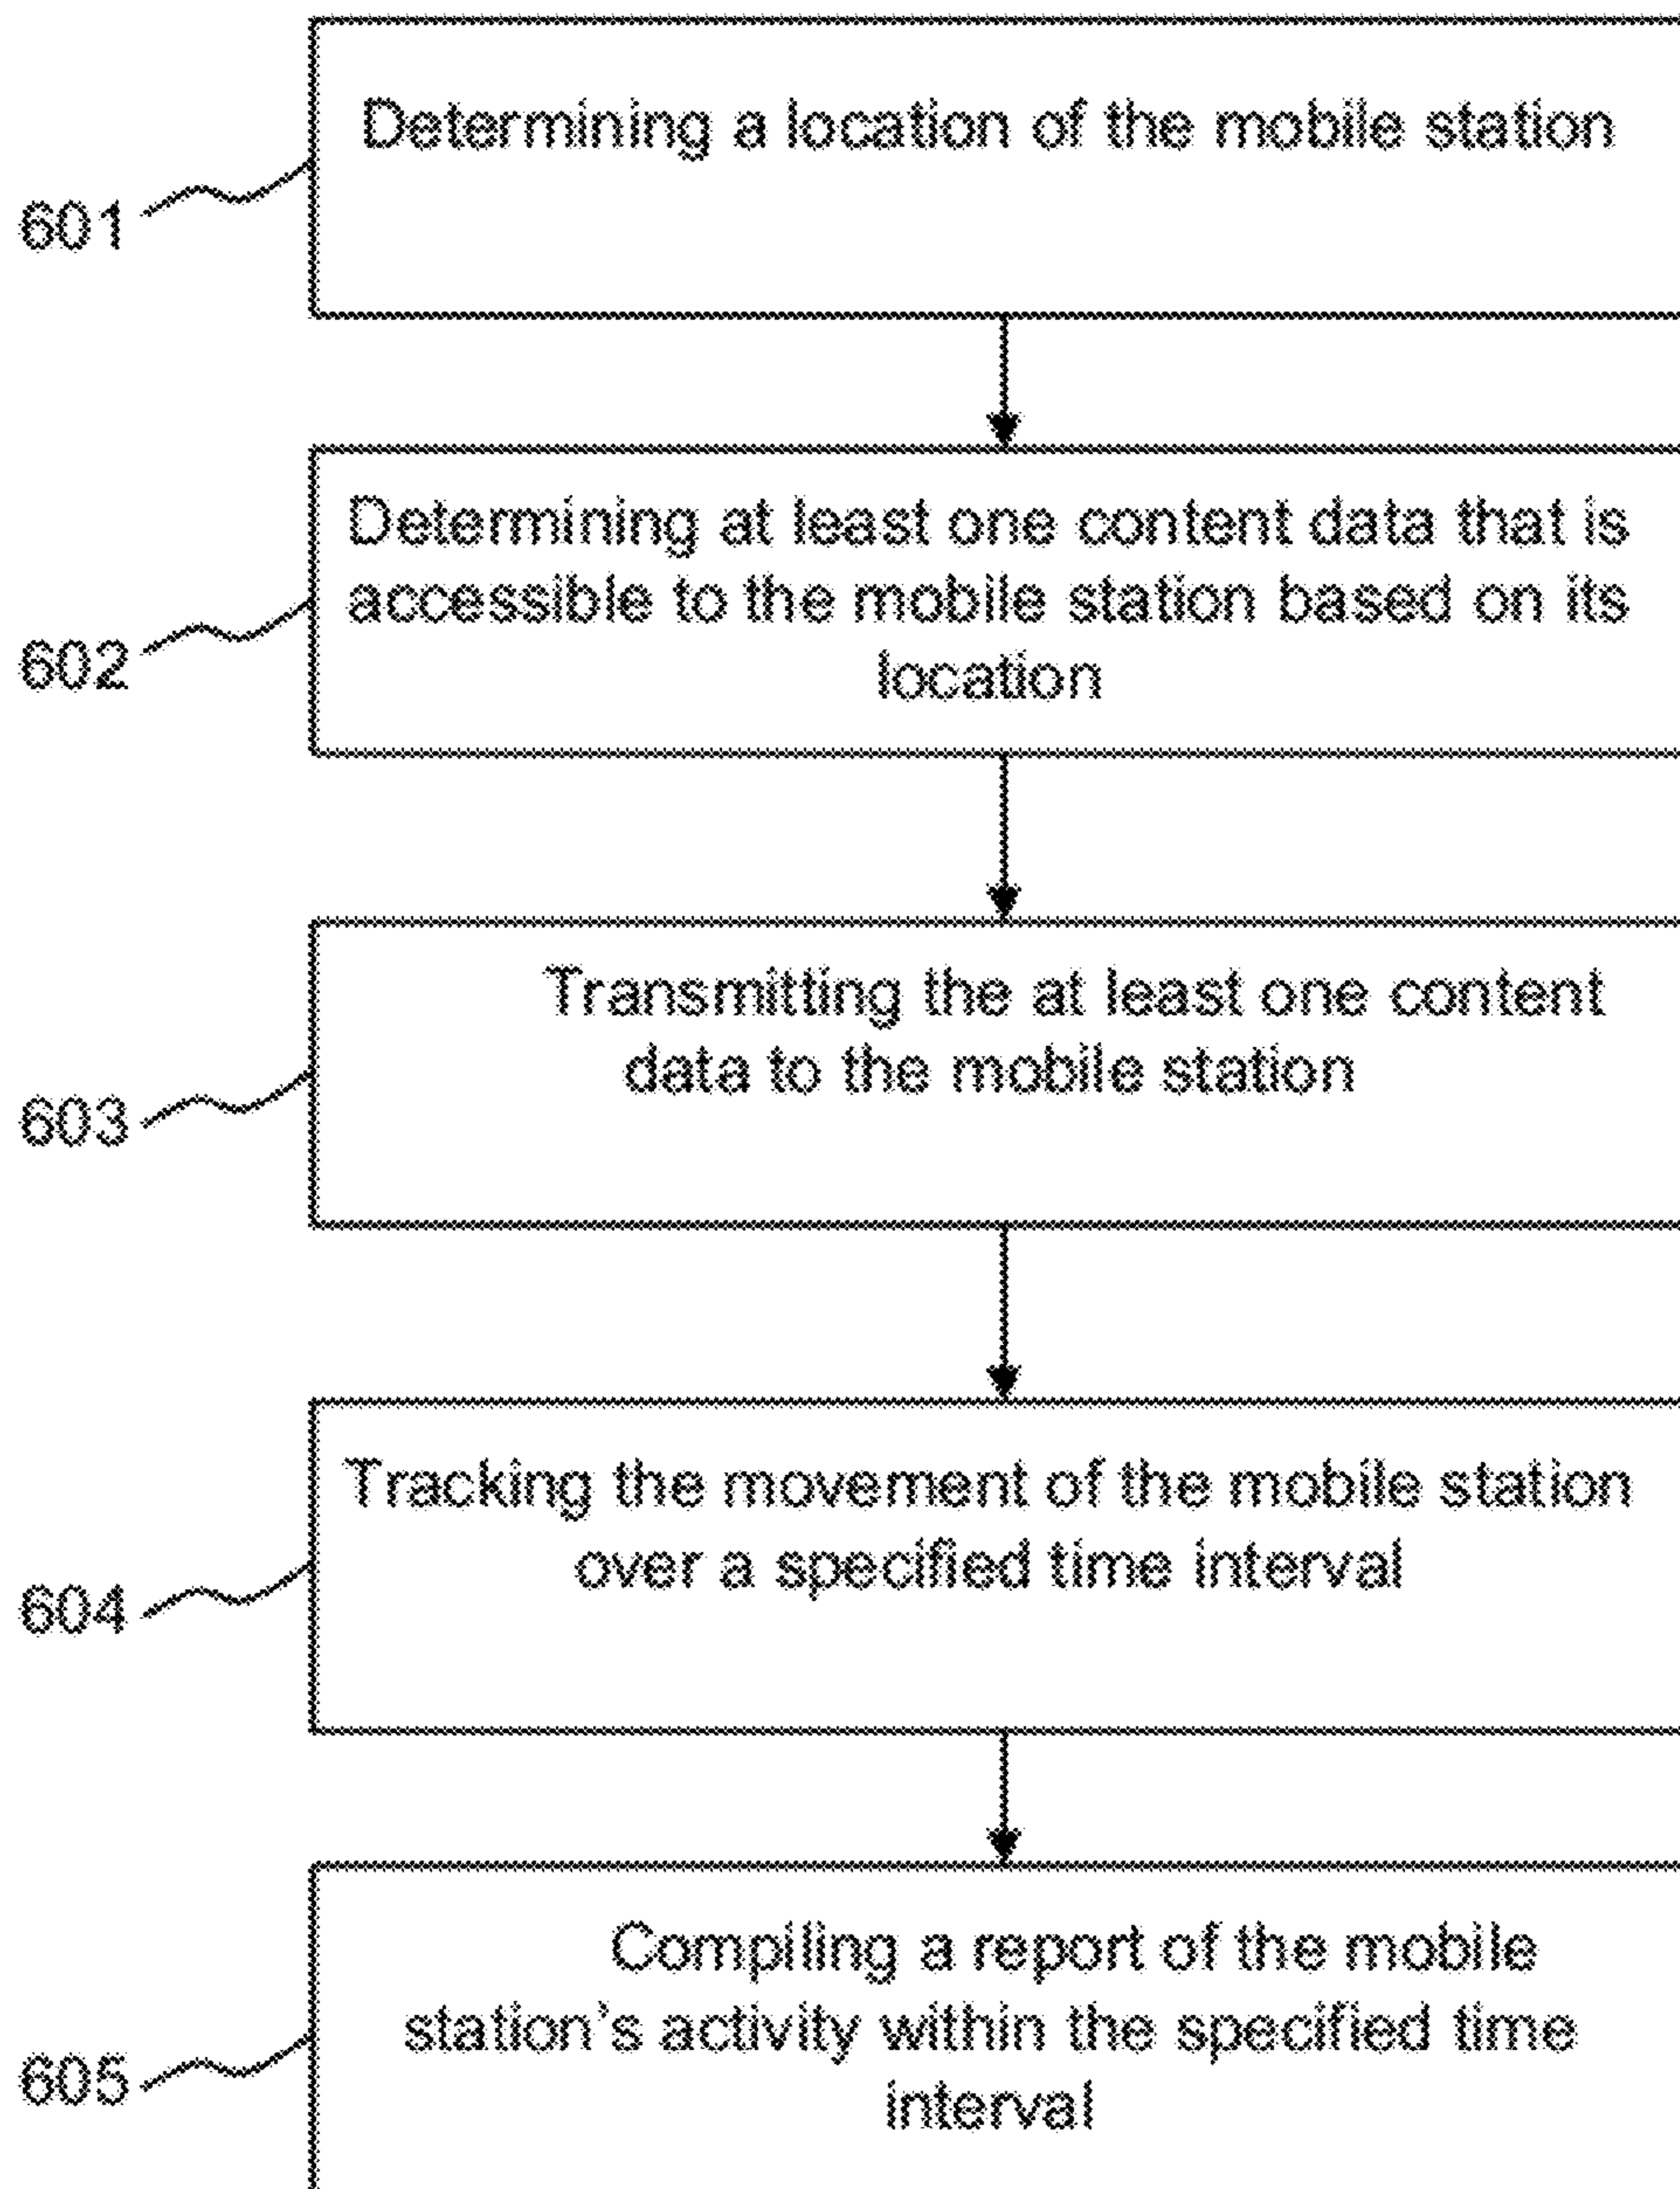 Determining a location of the mobile station
601
Determining at least one content data that is
accessible to the mobile station based on its
location
602
Transmitting the at least one content
data to the mobile station
603
Tracking the movement of the mobile station
over a specified time interval
604
Compiling a report of the mobile
station's activity within the specified time
interval
605